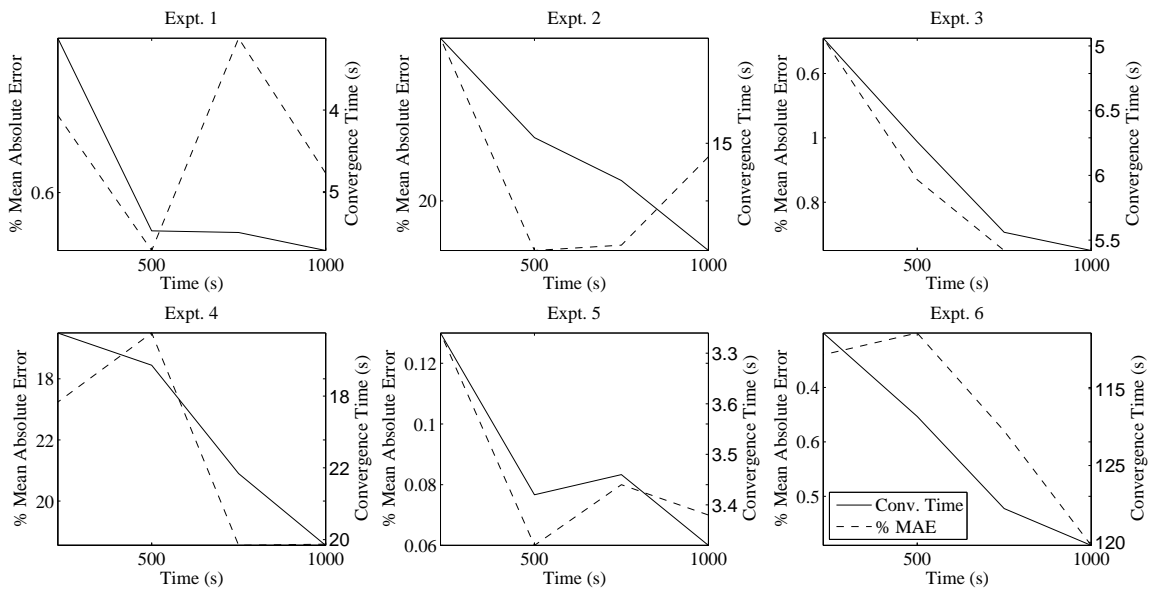 Expt. 1
% Mean Absolute Error
0.6
4
5
Convergence Time (s)
500
1000
Time (s)
Expt. 2
% Mean Absolute Error
20
15
Convergence Time (s)
500
1000
Time (s)
Expt. 3
% Mean Absolute Error
0.6
1
0.8
5
6.5
6
5.5
Convergence Time (s)
500
1000
Time (s)
Expt. 4
% Mean Absolute Error
18
22
20
18
22
20
Convergence Time (s)
500
1000
Time (s)
Expt. 5
% Mean Absolute Error
0.12
0.1
0.08
0.06
3.3
3.5
3.4
Convergence Time (s)
500
1000
Time (s)
Expt. 6
% Mean Absolute Error
0.4
0.6
0.5
115
125
120
Convergence Time (s)
Conv. Time
% MAE
500
1000
Time (s)